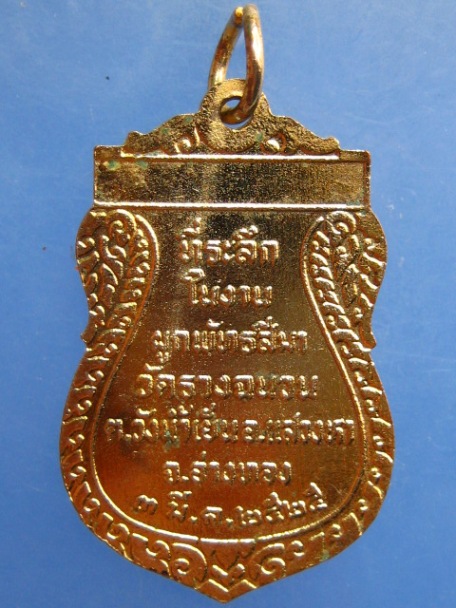 ที่ระลึก
ในงาน
ผูกพัทธสีมา
วัดรางฉนวน
ต.วังน้ำเย็น อ.แสวงหา
จ.อ่างทอง
๓ มี.ค.๒๕๒๕